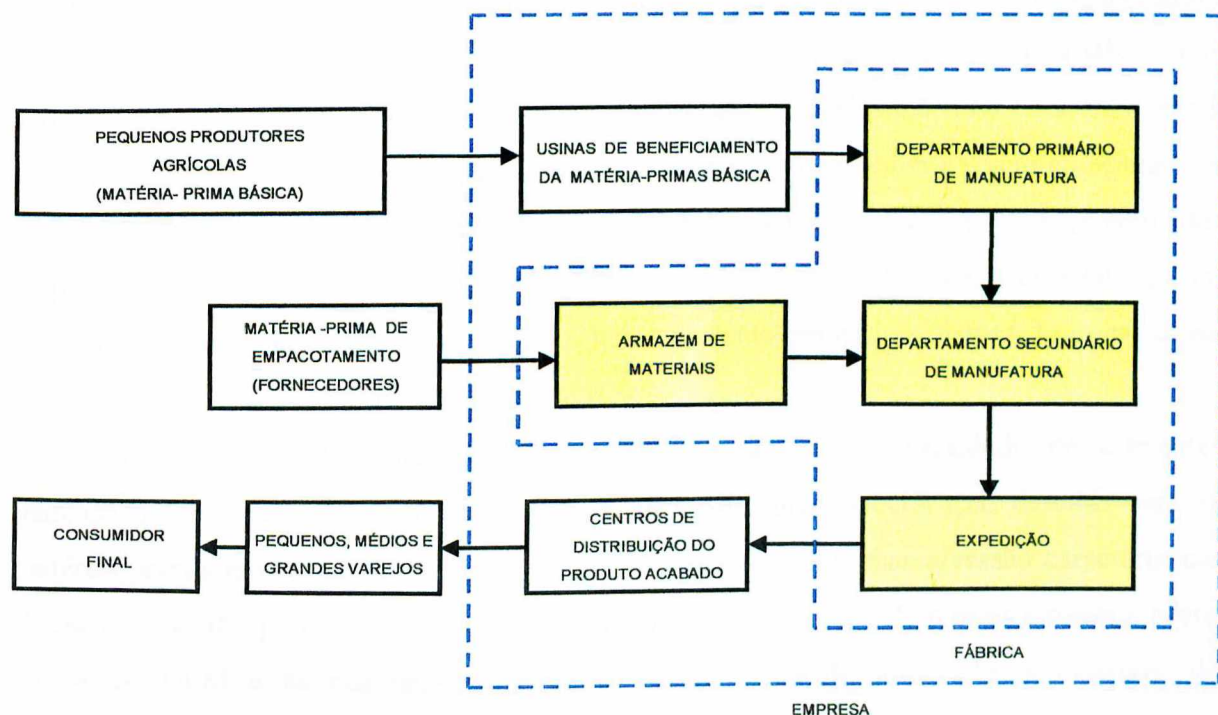 PEQUENOS PRODUTORES
AGRÍCOLAS
(MATÉRIA- PRIMA BÁSICA)
USINAS DE BENEFICIAMENTO
DA MATÉRIA-PRIMAS BÁSICA
DEPARTAMENTO PRIMÁRIO
DE MANUFATURA
MATÉRIA -PRIMA DE
EMPACOTAMENTO
(FORNECEDORES)
ARMAZÉM DE
MATERIAIS
DEPARTAMENTO SECUNDÁRIO
DE MANUFATURA
CONSUMIDOR
FINAL
PEQUENOS, MÉDIOS E
GRANDES VAREJOS
CENTROS DE
DISTRIBUIÇÃO DO
PRODUTO ACABADO
EXPEDIÇÃO
FÁBRICA
EMPRESA